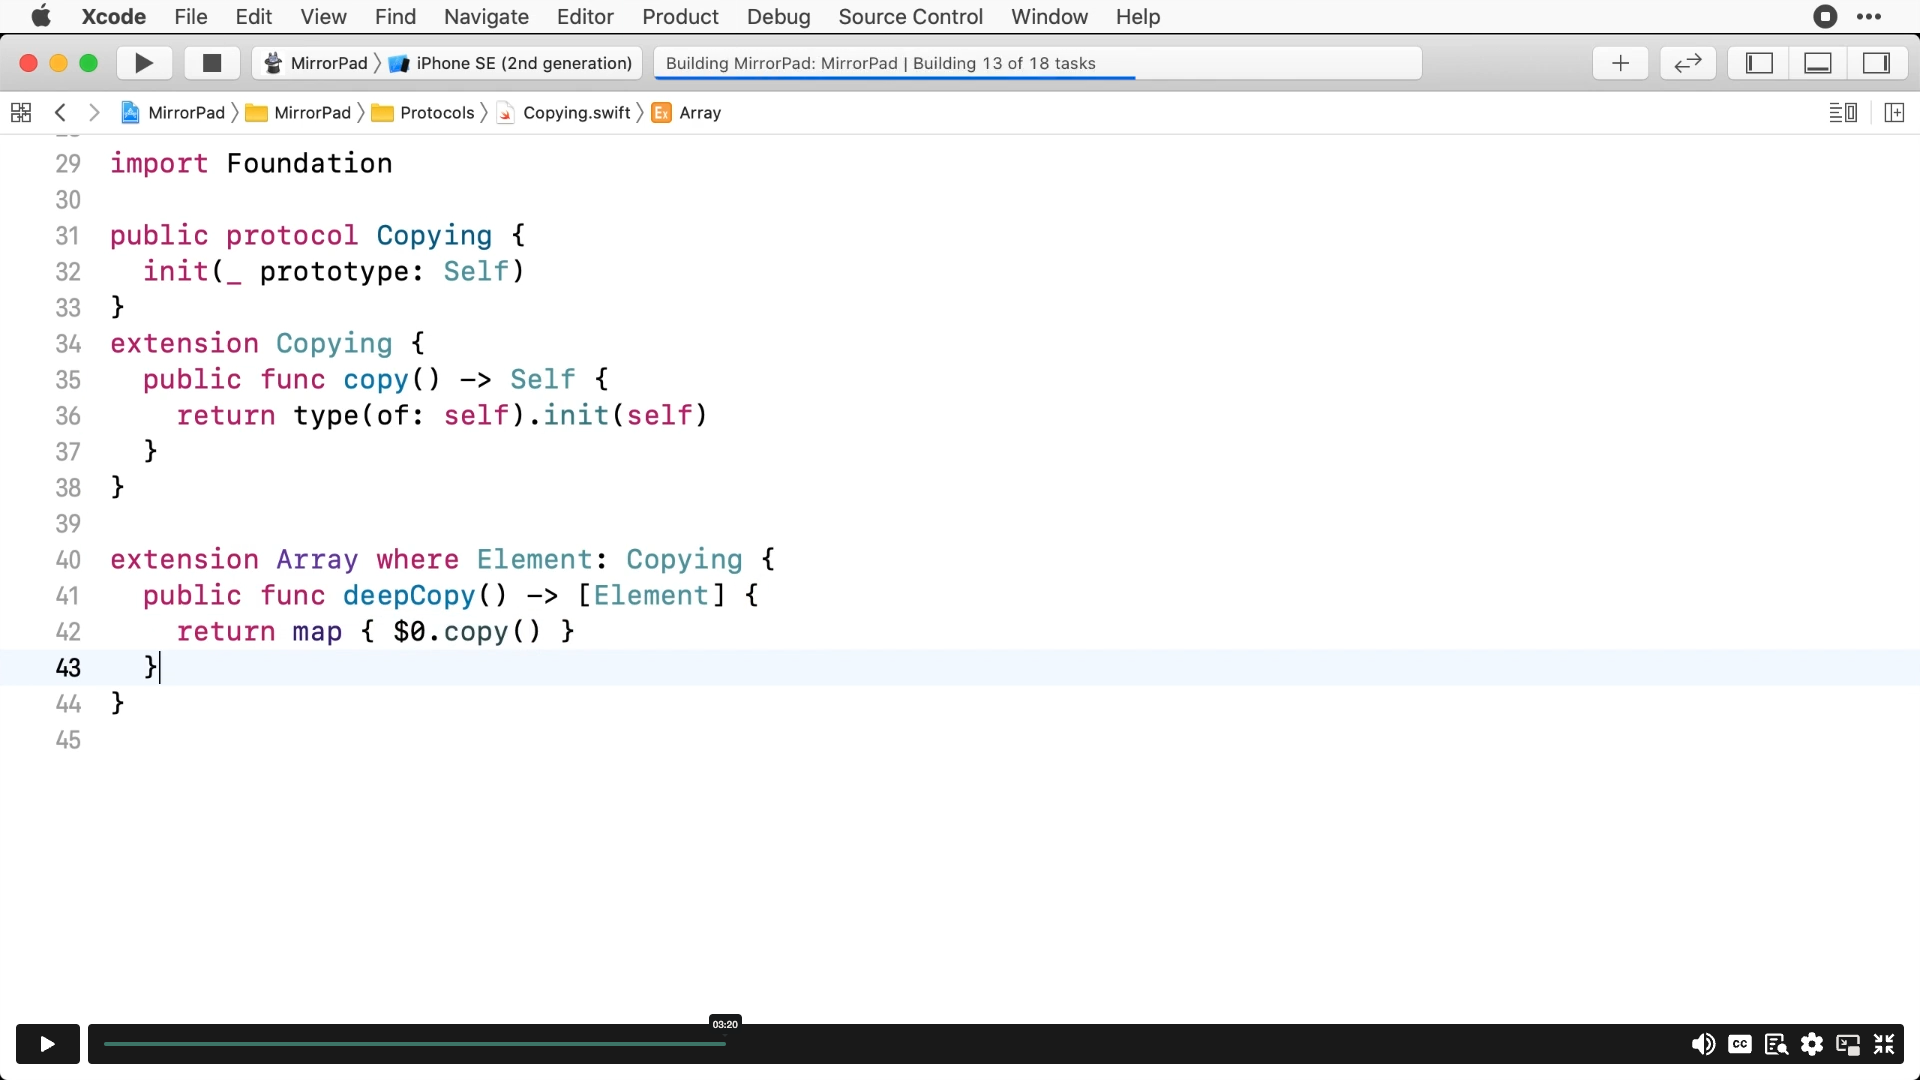 Xcode File Edit View Find Navigate Editor Product Debug Source Control Window Help
MirrorPad iPhone SE (2nd generation) Building MirrorPad: MirrorPad | Building 13 of 18 tasks
MirrorPad MirrorPad Protocols Copying.swift Ex Array
29 import Foundation
30
31 public protocol Copying {
32 init(_ prototype: Self)
33 }
34 extension Copying {
35 public func copy() -> Self {
36 return type(of: self).init(self)
37 }
38 }
39
40 extension Array where Element: Copying {
41 public func deepCopy() -> [Element] {
42 return map { $0.copy() }
43 }
44 }
45
03:20
CC